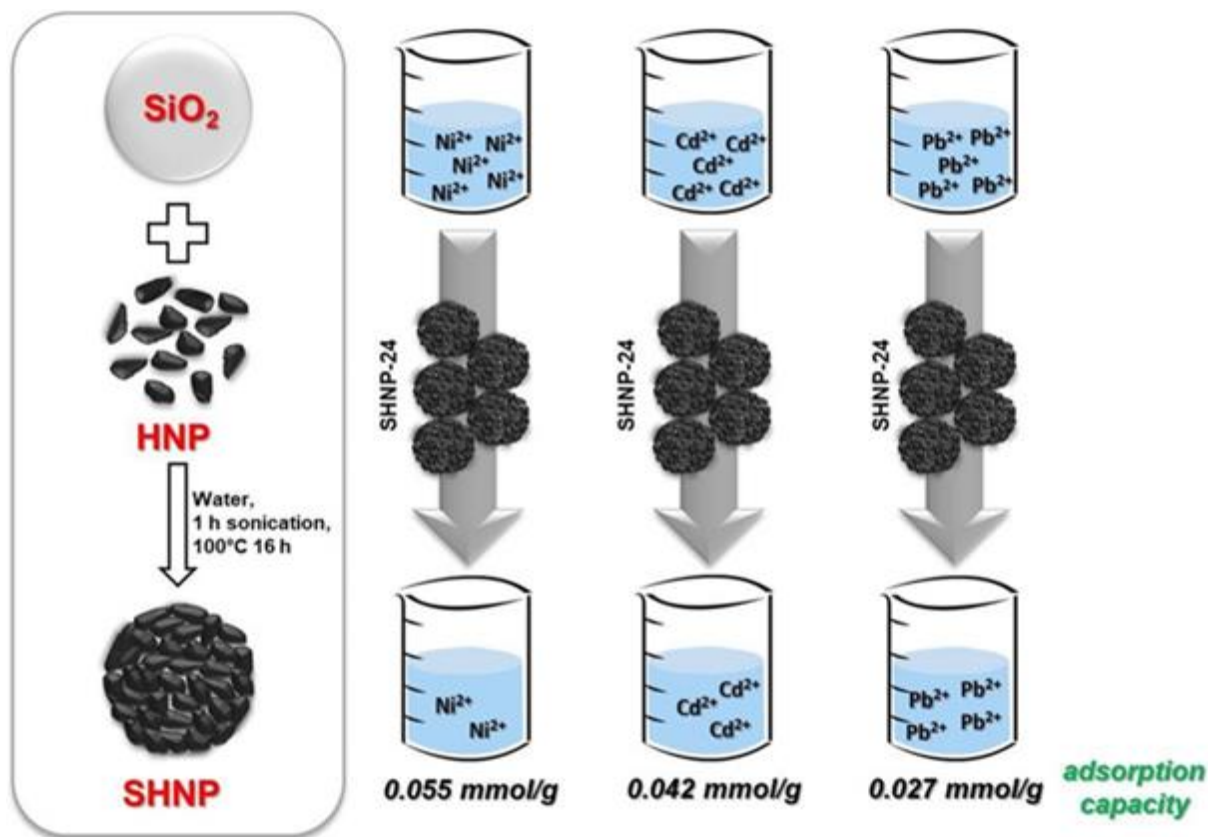 SiO₂
HNP
Water,
1 h sonication,
100°C 16 h
SHNP
Ni²⁺ Ni²⁺
Ni²⁺
Ni²⁺ Ni²⁺
SHNP-24
Ni²⁺
Ni²⁺
0.055 mmol/g
Cd²⁺ Cd²⁺
Cd²⁺
Cd²⁺ Cd²⁺
SHNP-24
Cd²⁺
Cd²⁺
Cd²⁺
0.042 mmol/g
Pb²⁺ Pb²⁺
Pb²⁺
Pb²⁺ Pb²⁺
SHNP-24
Pb²⁺ Pb²⁺
Pb²⁺ Pb²⁺
0.027 mmol/g
adsorption
capacity